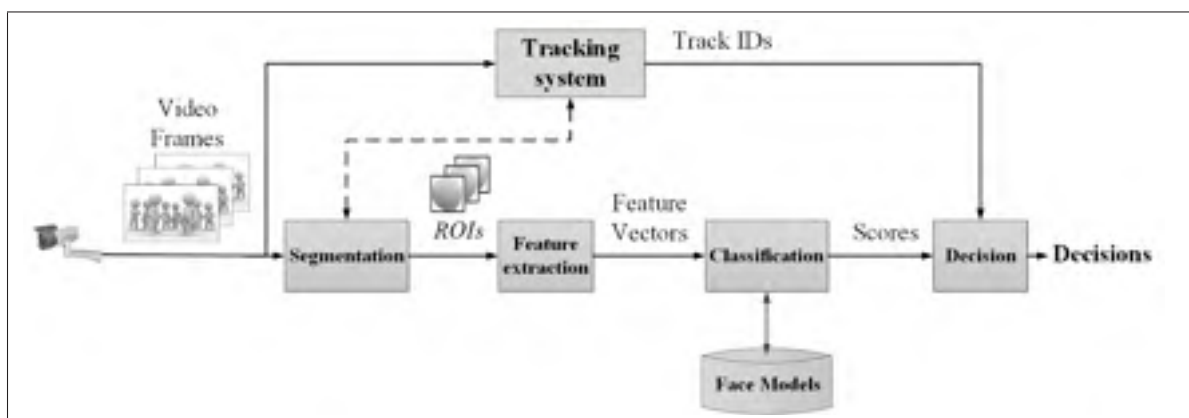 Tracking
system
Track IDs
Video
Frames
ROIs
Feature
Vectors
Scores
Segmentation
Feature
extraction
Classification
Decision
Decisions
Face Models